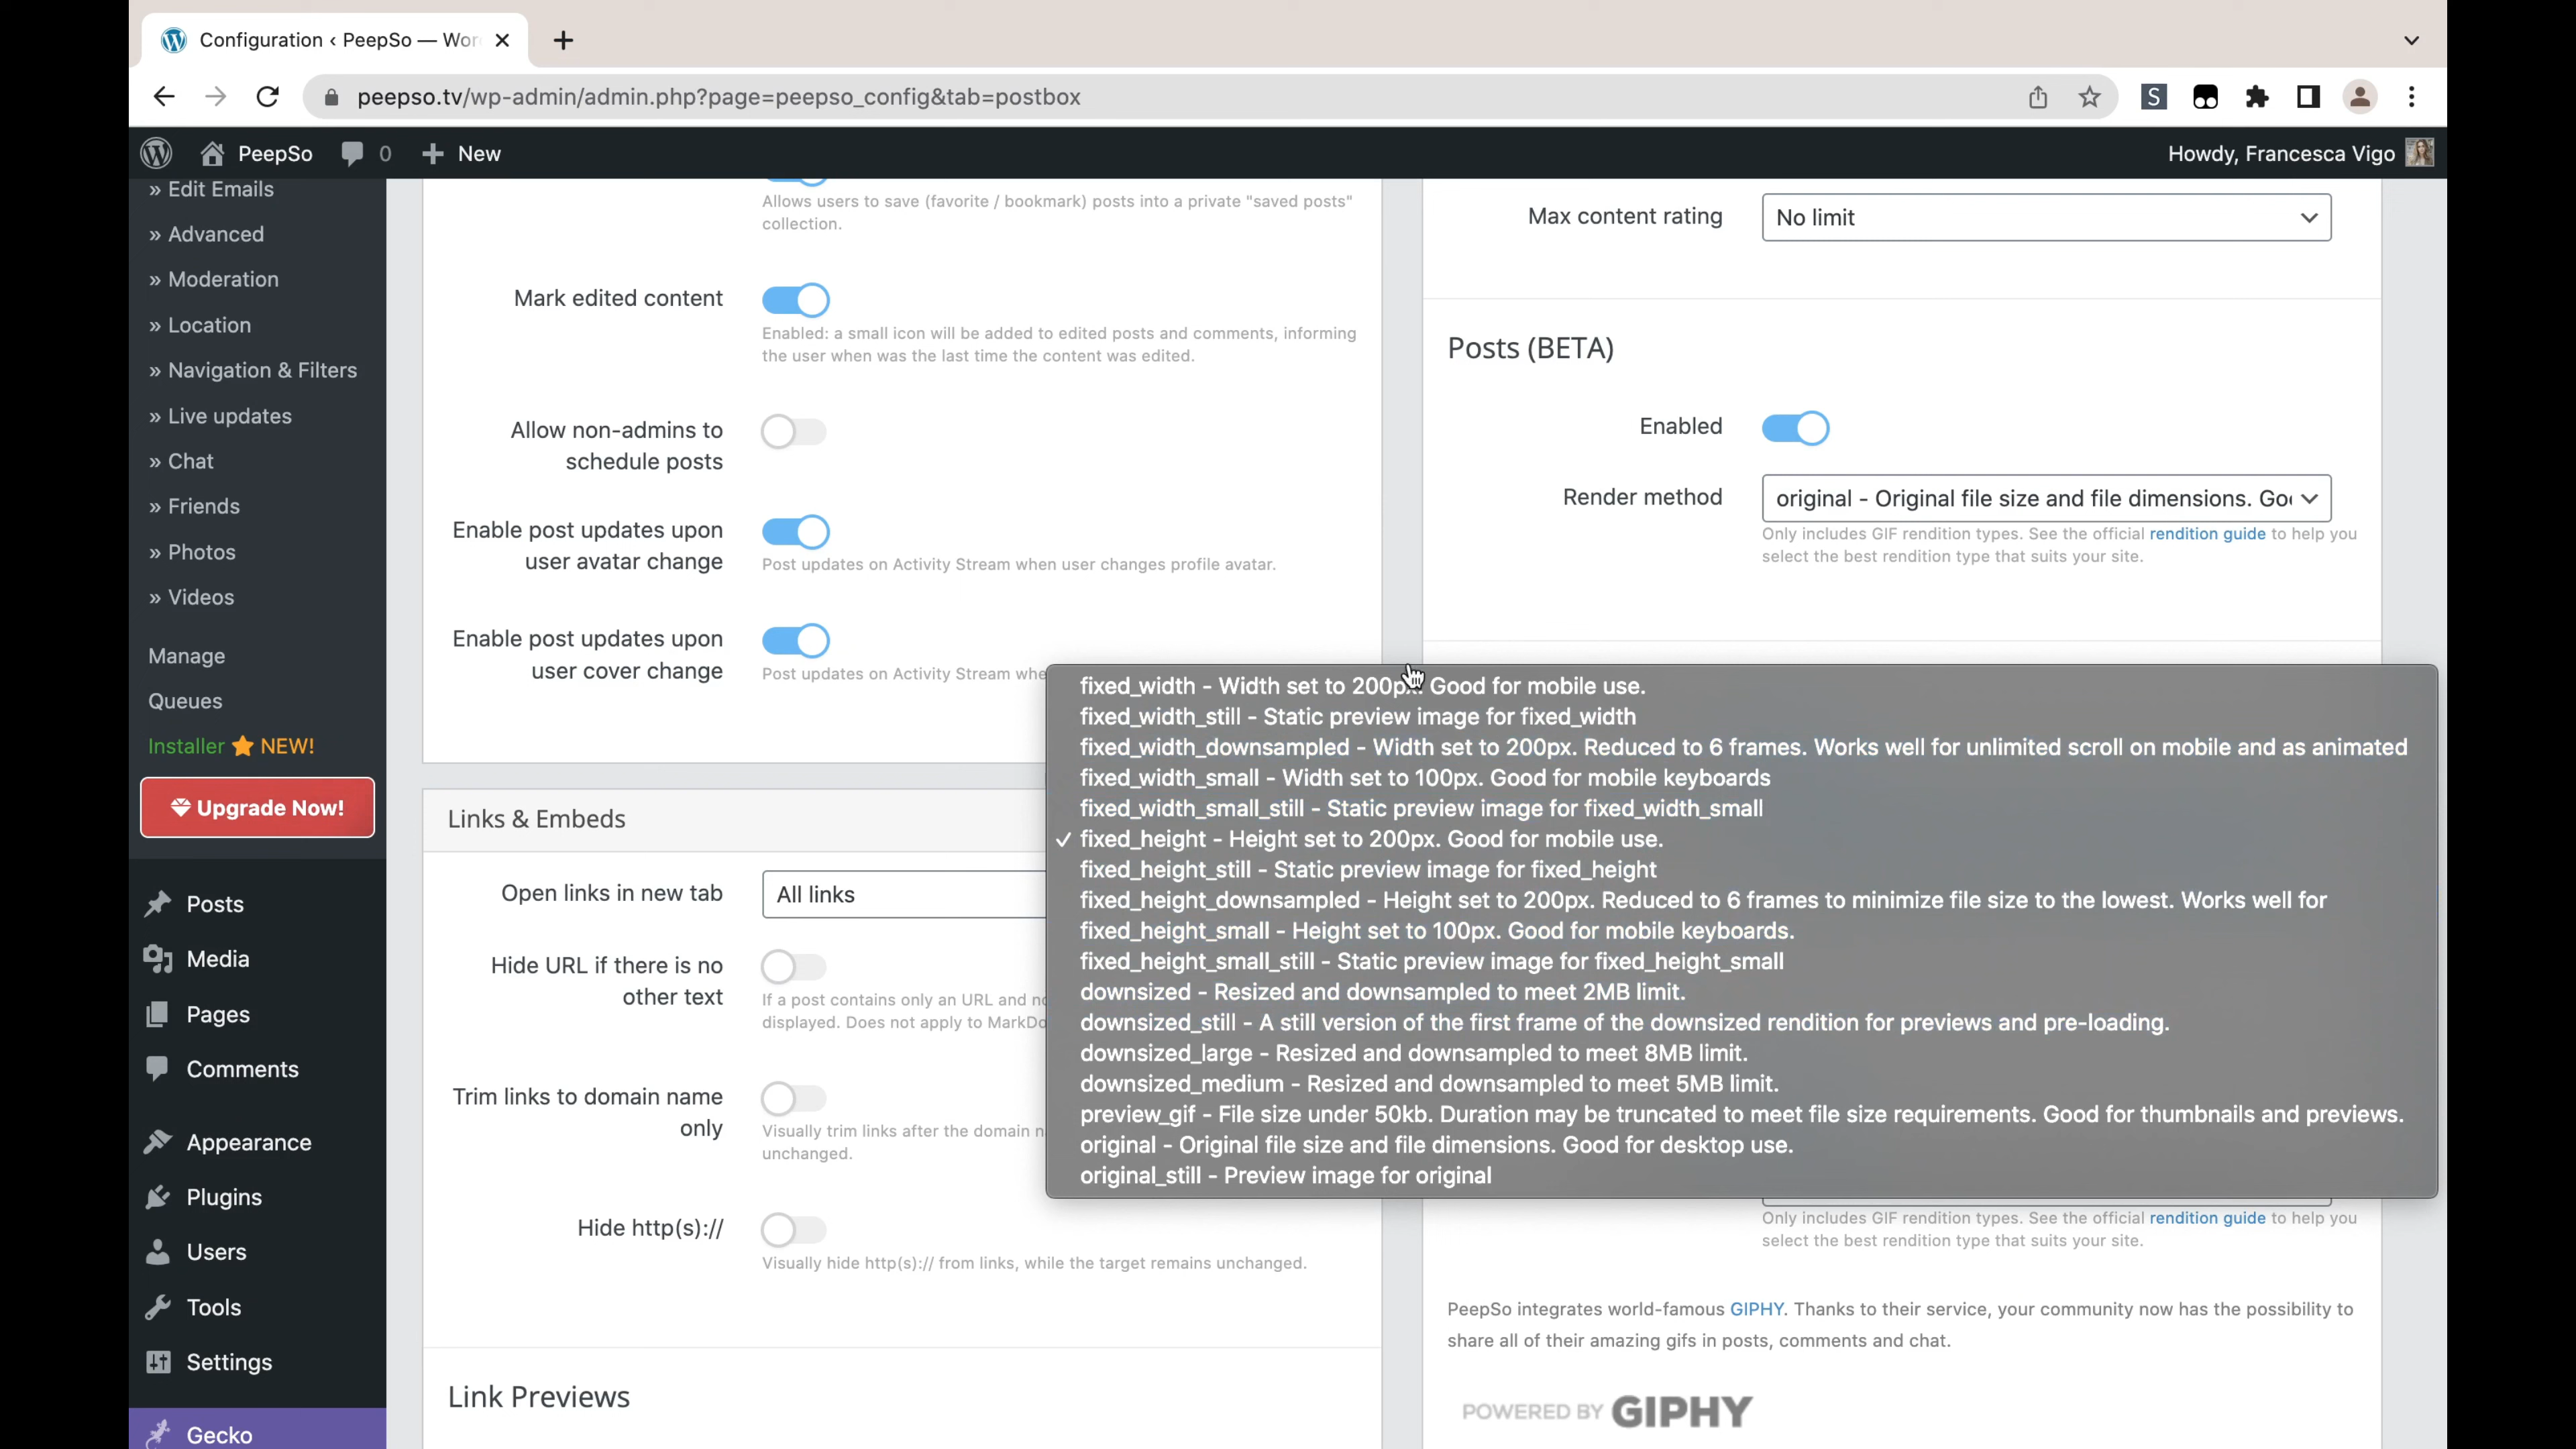 Configuration ‹ PeepSo — Wor
peepso.tv/wp-admin/admin.php?page=peepso_config&tab=postbox
PeepSo 0 New
Howdy, Francesca Vigo
» Edit Emails
» Advanced
» Moderation
» Location
» Navigation & Filters
» Live updates
» Chat
» Friends
» Photos
» Videos
Manage
Queues
Installer NEW!
Upgrade Now!
Posts
Media
Pages
Comments
Appearance
Plugins
Users
Tools
Settings
Gecko
Allows users to save (favorite / bookmark) posts into a private "saved posts"
collection.
Mark edited content
Enabled: a small icon will be added to edited posts and comments, informing
the user when was the last time the content was edited.
Allow non-admins to
schedule posts
Enable post updates upon
user avatar change
Post updates on Activity Stream when user changes profile avatar.
Enable post updates upon
user cover change
Post updates on Activity Stream whe
Links & Embeds
Open links in new tab
All links
Hide URL if there is no
other text
If a post contains only an URL and no
displayed. Does not apply to MarkDo
Trim links to domain name
only
Visually trim links after the domain n
unchanged.
Hide http(s)://
Visually hide http(s):// from links, while the target remains unchanged.
Link Previews
Max content rating
No limit
Posts (BETA)
Enabled
Render method
original - Original file size and file dimensions. Goo
Only includes GIF rendition types. See the official rendition guide to help you
select the best rendition type that suits your site.
fixed_width - Width set to 200px. Good for mobile use.
fixed_width_still - Static preview image for fixed_width
fixed_width_downsampled - Width set to 200px. Reduced to 6 frames. Works well for unlimited scroll on mobile and as animated
fixed_width_small - Width set to 100px. Good for mobile keyboards
fixed_width_small_still - Static preview image for fixed_width_small
✓ fixed_height - Height set to 200px. Good for mobile use.
fixed_height_still - Static preview image for fixed_height
fixed_height_downsampled - Height set to 200px. Reduced to 6 frames to minimize file size to the lowest. Works well for
fixed_height_small - Height set to 100px. Good for mobile keyboards.
fixed_height_small_still - Static preview image for fixed_height_small
downsized - Resized and downsampled to meet 2MB limit.
downsized_still - A still version of the first frame of the downsized rendition for previews and pre-loading.
downsized_large - Resized and downsampled to meet 8MB limit.
downsized_medium - Resized and downsampled to meet 5MB limit.
preview_gif - File size under 50kb. Duration may be truncated to meet file size requirements. Good for thumbnails and previews.
original - Original file size and file dimensions. Good for desktop use.
original_still - Preview image for original
Only includes GIF rendition types. See the official rendition guide to help you
select the best rendition type that suits your site.
PeepSo integrates world-famous GIPHY. Thanks to their service, your community now has the possibility to
share all of their amazing gifs in posts, comments and chat.
POWERED BY GIPHY